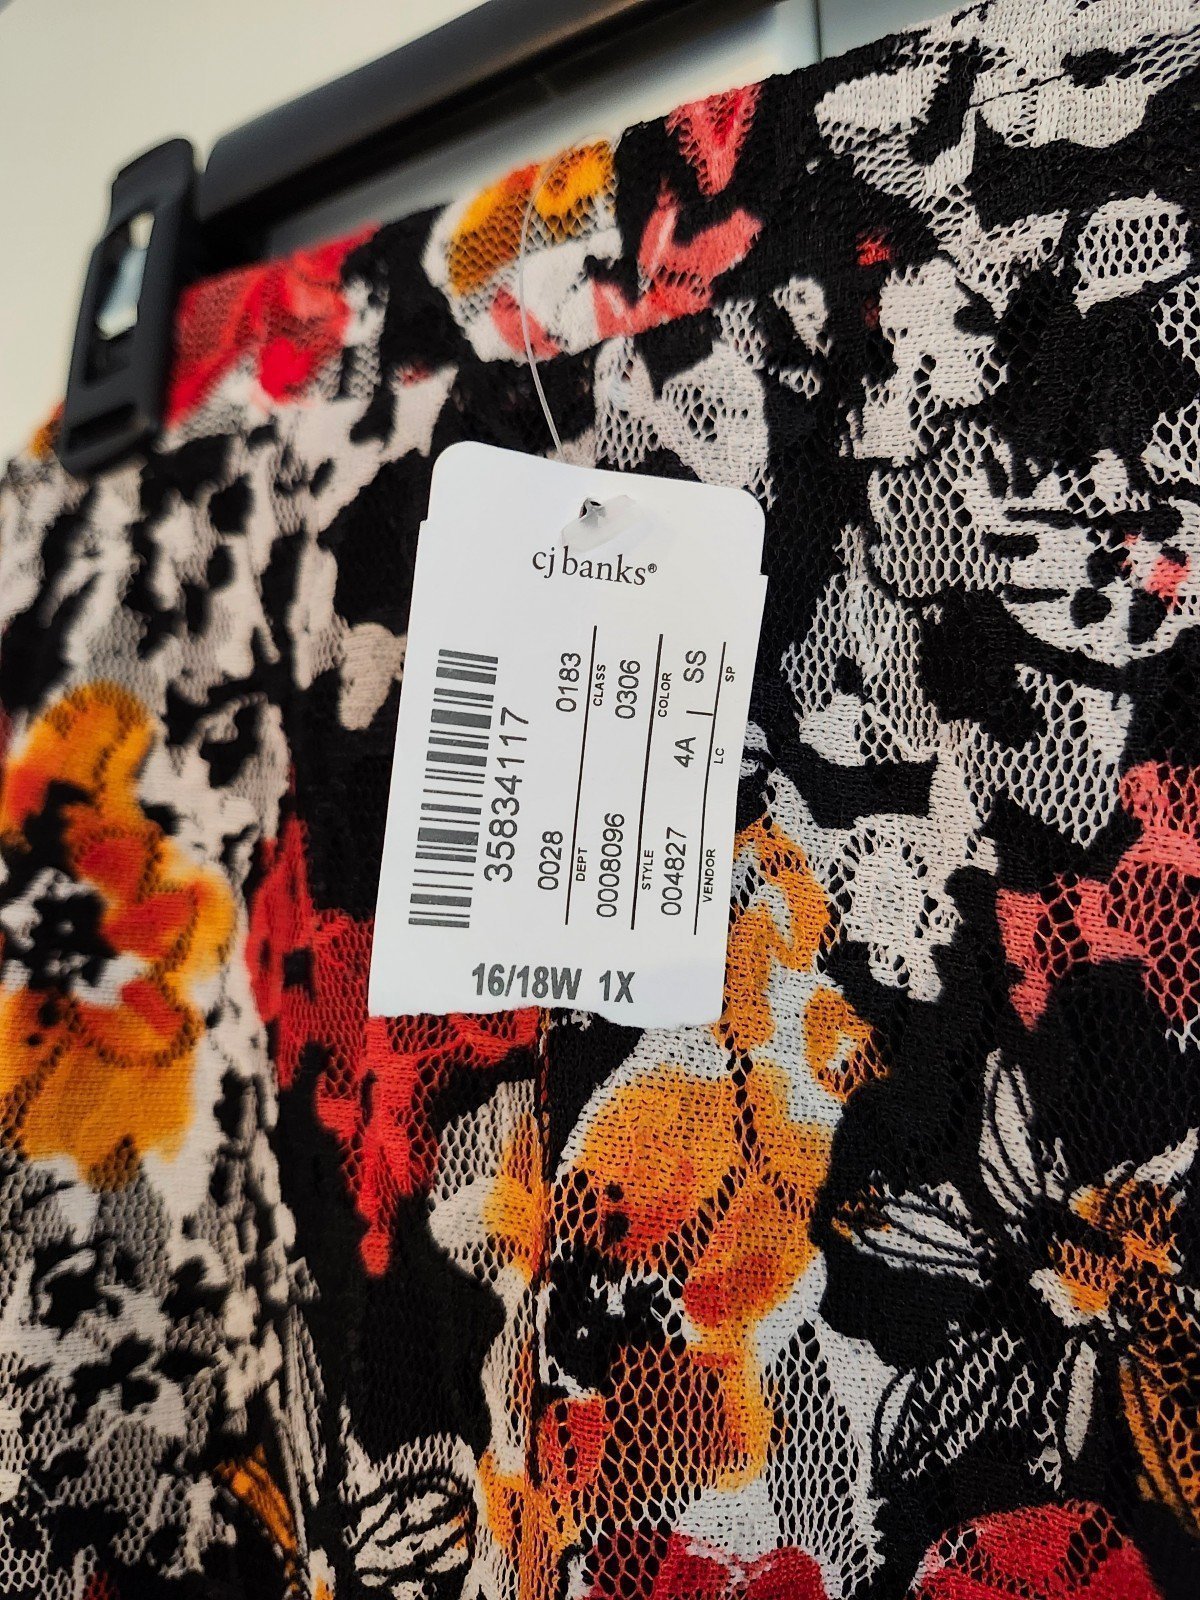 cj banks®
35834117
0028 0183
DEPT CLASS
0008096 0306
STYLE COLOR
004827 4A | SS
VENDOR LC SP
16/18W 1X